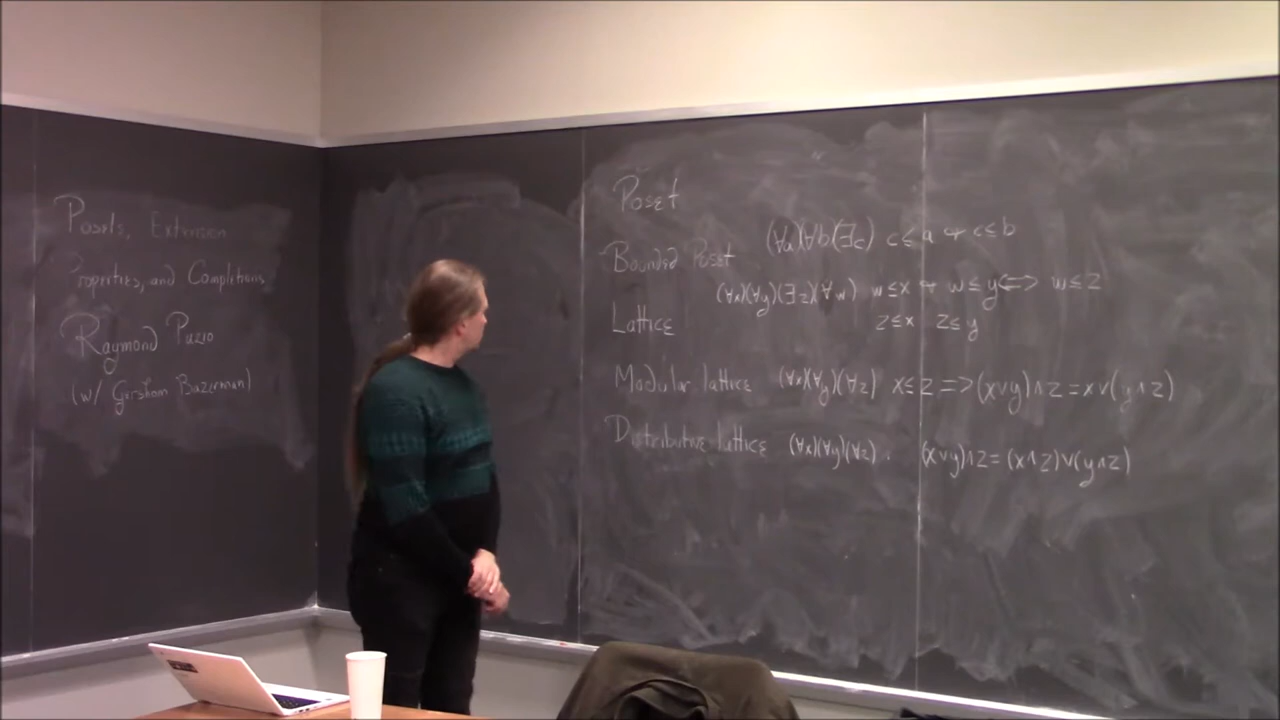 Posets, Extension
Properties, and Completions
Raymond Puzio
(w/ Gershom Bazerman)
Poset
(∀a)(∀b)(∃c) c≤a + c≤b
Bounded Poset
(∀x)(∀y)(∃z)(∀w) w≤x + w≤y ⟺ w≤z
Lattice z≤x z≤y
Modular lattice (∀x)(∀y)(∀z) x≤z => (x∨y)∧z = x∨(y∧z)
Distributive lattice (∀x)(∀y)(∀z) (x∨y)∧z = (x∧z)∨(y∧z)